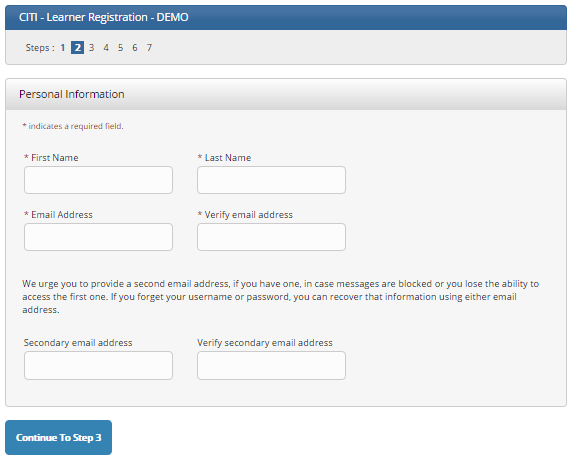 CITI - Learner Registration - DEMO
Steps : 1 2 3 4 5 6 7
Personal Information
* indicates a required field.
* First Name * Last Name
* Email Address * Verify email address
We urge you to provide a second email address, if you have one, in case messages are blocked or you lose the ability to
access the first one. If you forget your username or password, you can recover that information using either email
address.
Secondary email address Verify secondary email address
Continue To Step 3